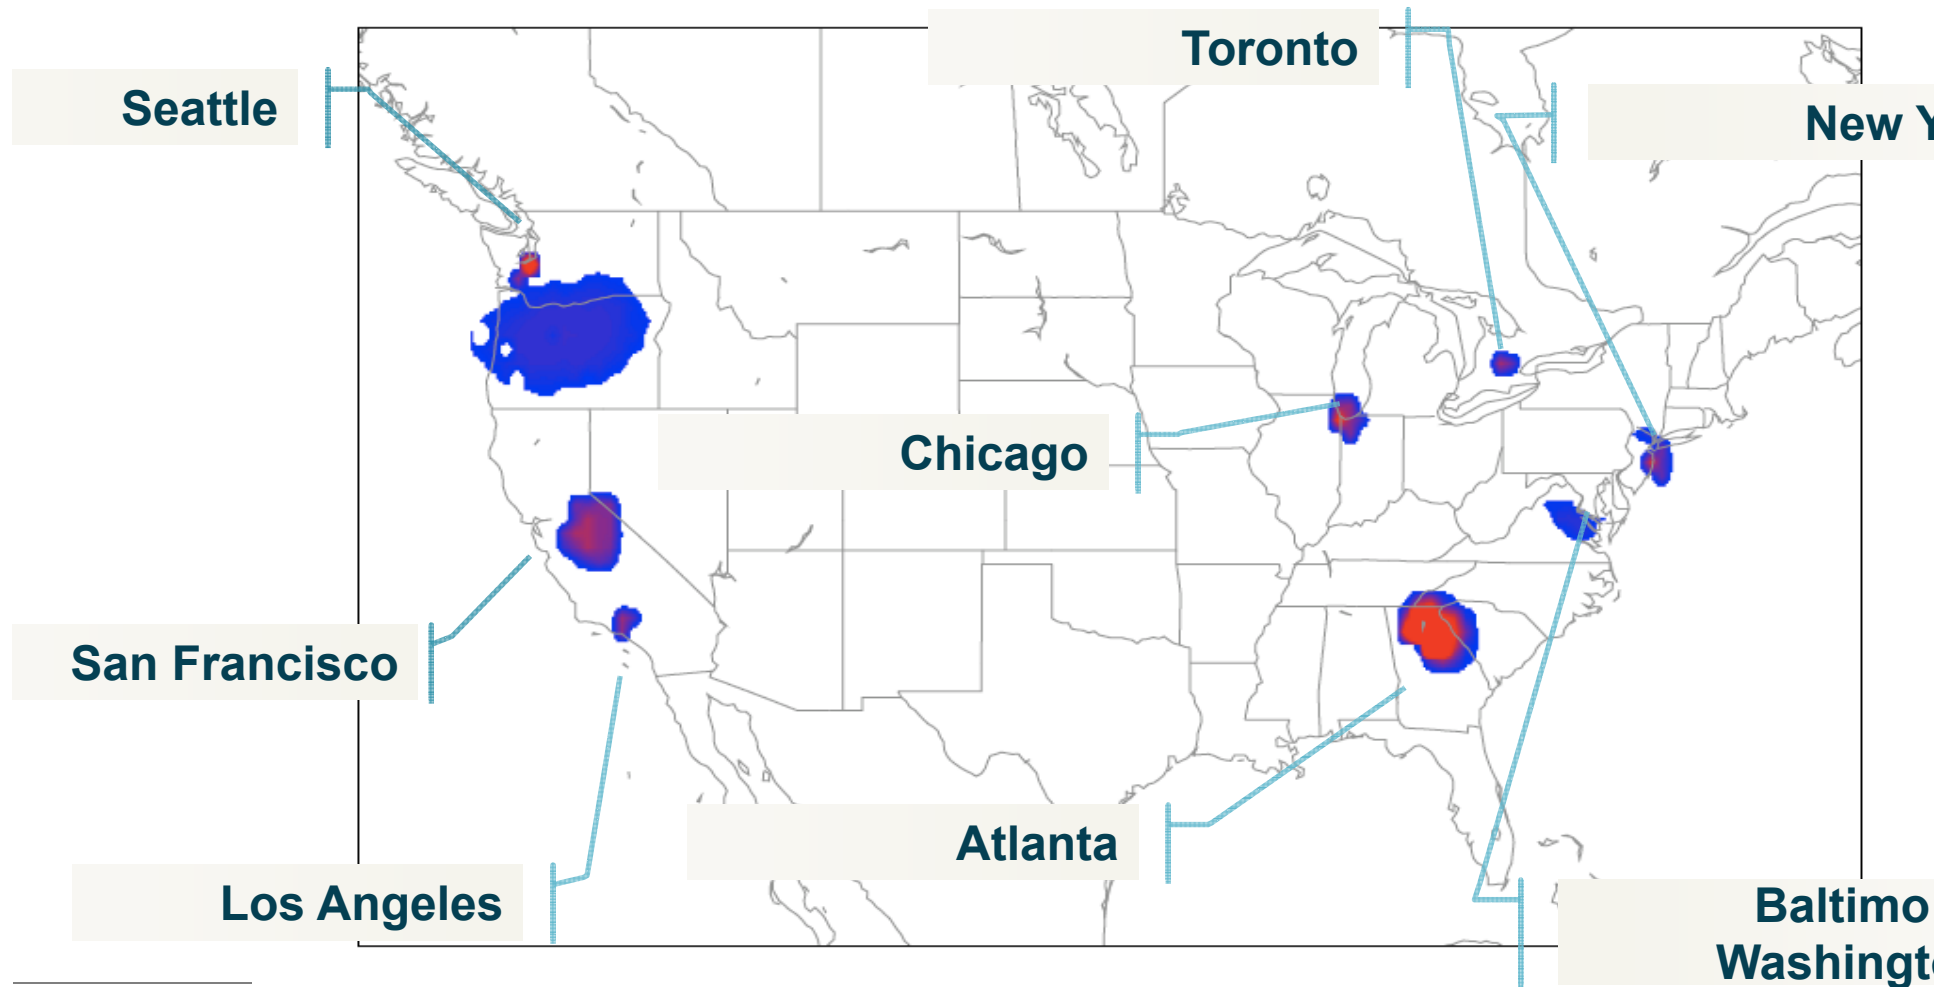 Toronto
Seattle
New Y
Chicago
San Francisco
Atlanta
Los Angeles
Baltimo
Washingt